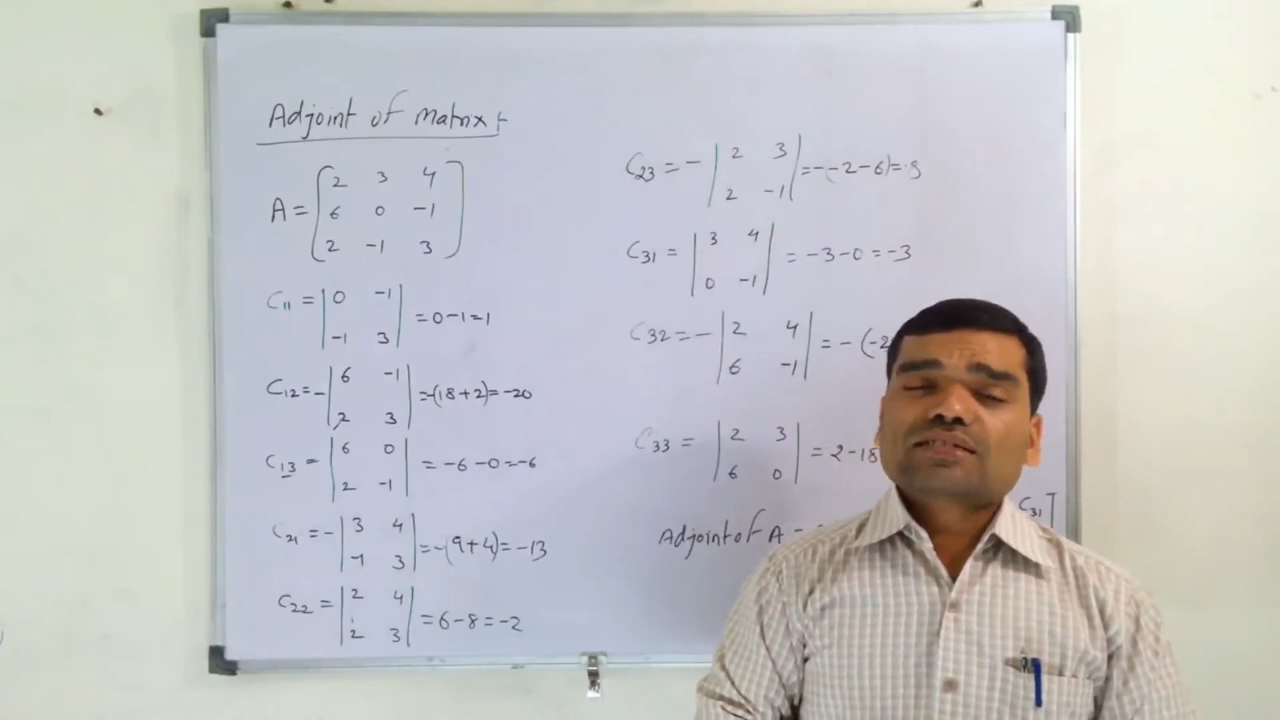 Adjoint of matrix
A = [ 2 3 4
6 0 -1
2 -1 3 ]
C11 = | 0 -1
-1 3 | = 0-1=1
C12 = - | 6 -1
2 3 | = -(18+2) = -20
C13 = | 6 0
2 -1 | = -6-0=-6
C21 = - | 3 4
-1 3 | = -(9+4) = -13
C22 = | 2 4
2 3 | = 6-8 = -2
C23 = - | 2 3
2 -1 | = -(-2-6) =
C31 = | 3 4
0 -1 | = -3-0 = -3
C32 = - | 2 4
6 -1 | = - (-2
C33 = | 2 3
6 0 | = 2-18
Adjoint of A =
C31 ]